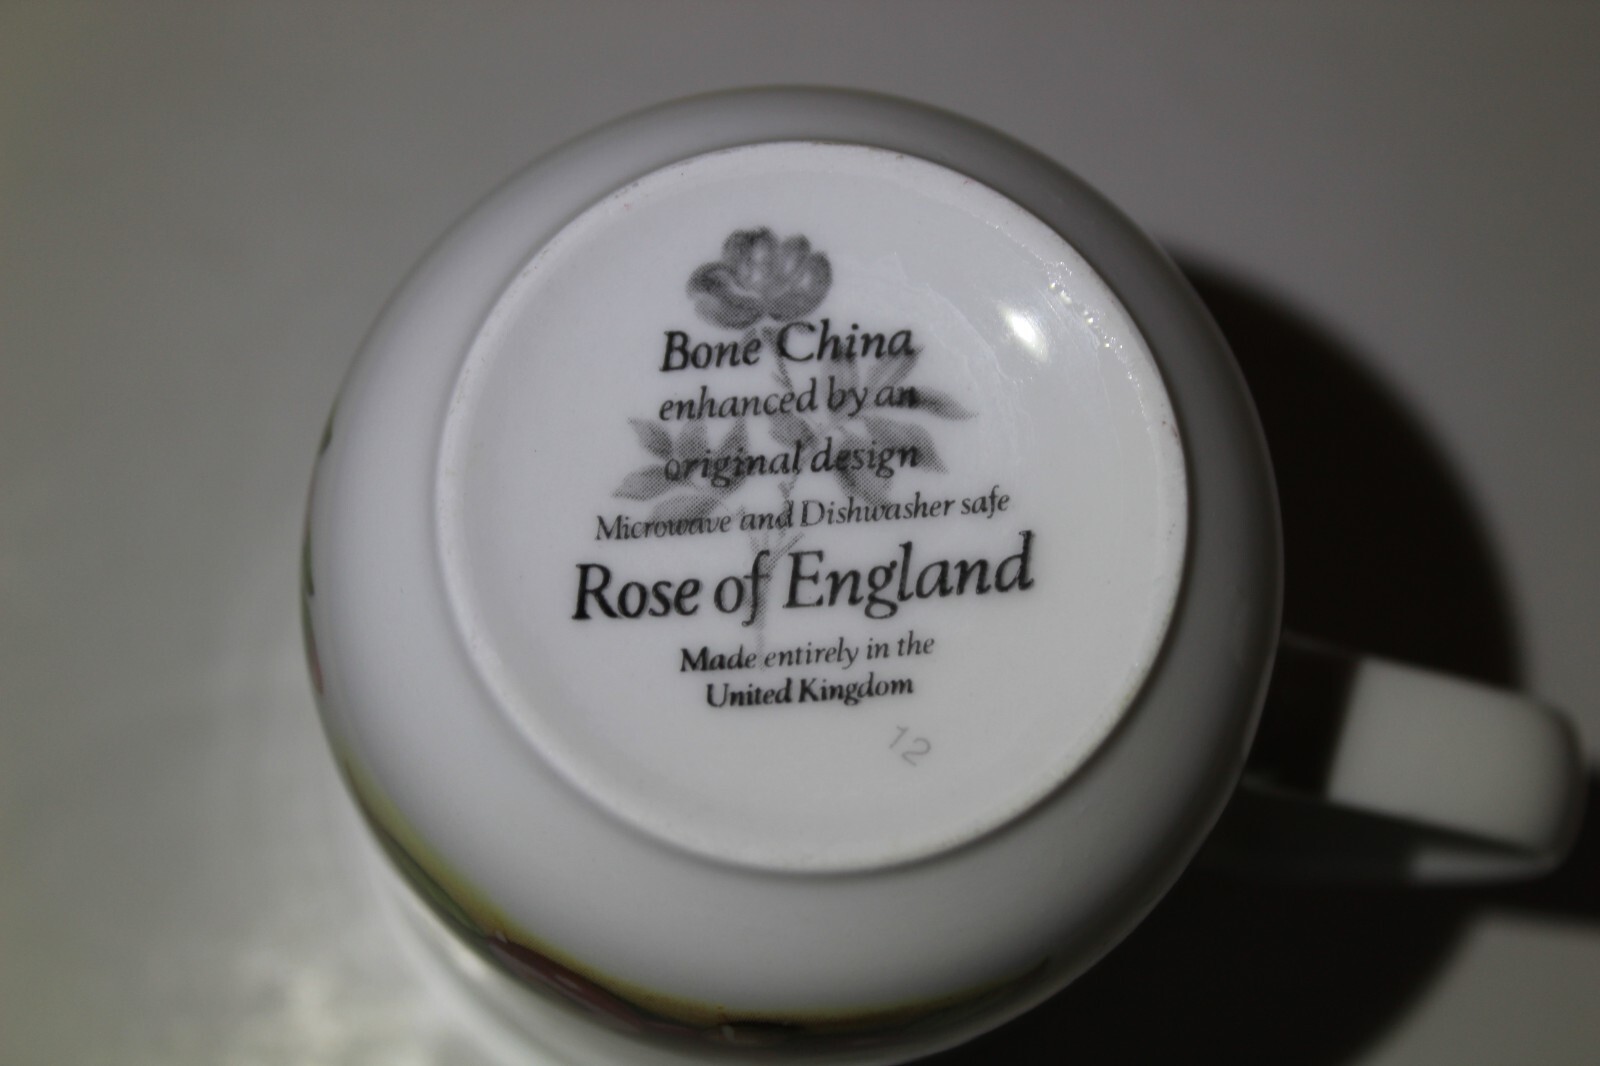 Bone China
enhanced by an
original design
Microwave and Dishwasher safe
Rose of England
Made entirely in the
United Kingdom
12